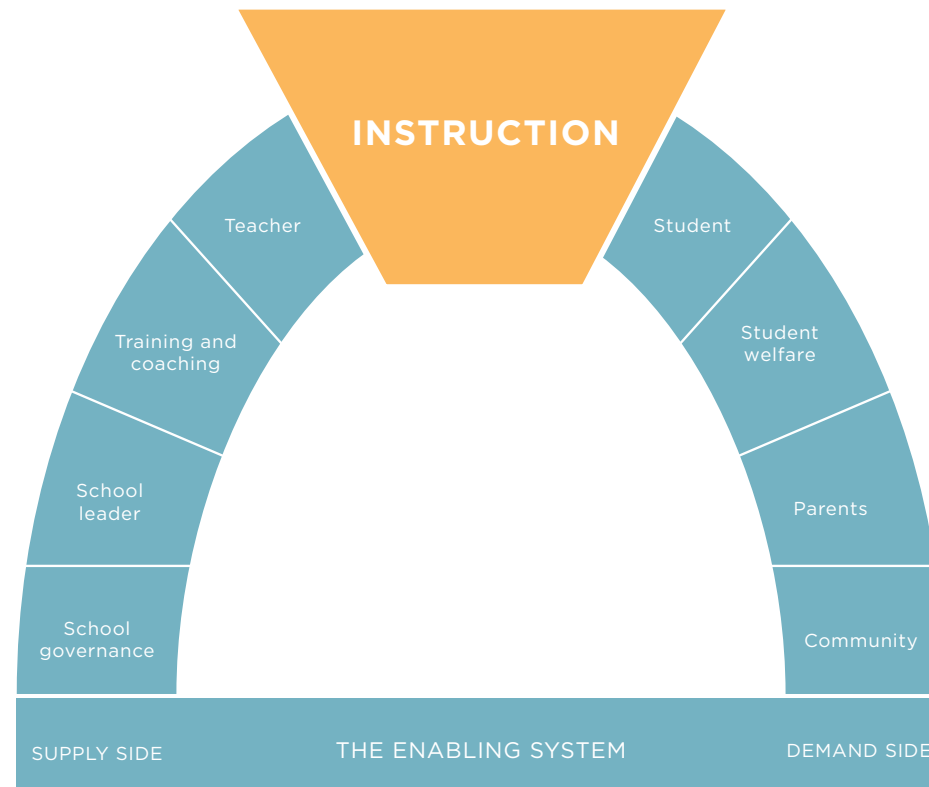 INSTRUCTION
Teacher
Student
Training and
coaching
Student
welfare
School
leader
Parents
School
governance
Community
SUPPLY SIDE
THE ENABLING SYSTEM
DEMAND SIDE